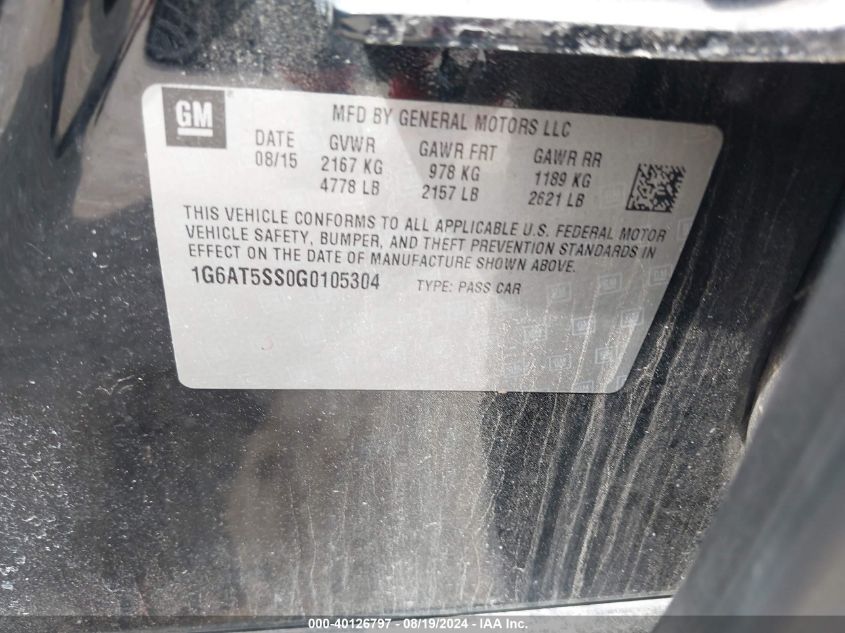 GM
MFD BY GENERAL MOTORS LLC
DATE GVWR GAWR FRT GAWR RR
08/15 2167 KG 978 KG 1189 KG
4778 LB 2157 LB 2621 LB
THIS VEHICLE CONFORMS TO ALL APPLICABLE U.S. FEDERAL MOTOR
VEHICLE SAFETY, BUMPER, AND THEFT PREVENTION STANDARDS IN
EFFECT ON THE DATE OF MANUFACTURE SHOWN ABOVE.
1G6AT5SS0G0105304 TYPE: PASS CAR
000-40126797 - 08/19/2024 - IAA Inc.